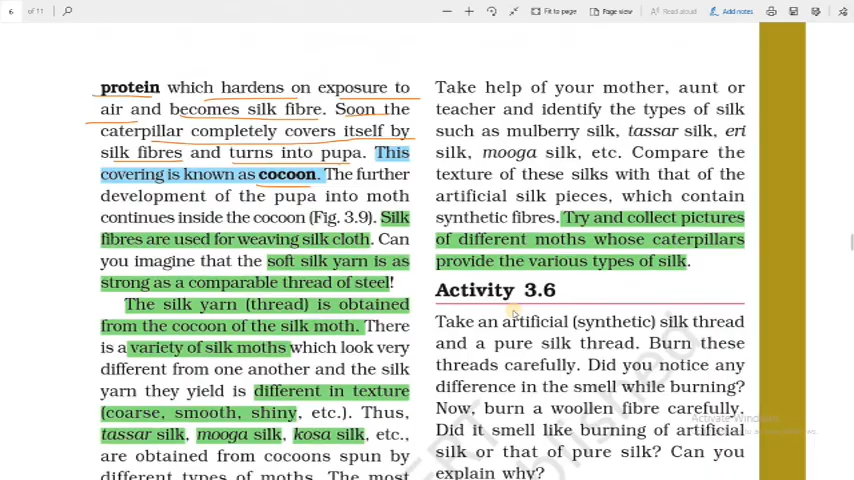 6 of 11
Fit to page
Page view
Read aloud
Add notes
protein which hardens on exposure to
air and becomes silk fibre. Soon the
caterpillar completely covers itself by
silk fibres and turns into pupa. This
covering is known as cocoon. The further
development of the pupa into moth
continues inside the cocoon (Fig. 3.9). Silk
fibres are used for weaving silk cloth. Can
you imagine that the soft silk yarn is as
strong as a comparable thread of steel!
The silk yarn (thread) is obtained
from the cocoon of the silk moth. There
is a variety of silk moths which look very
different from one another and the silk
yarn they yield is different in texture
(coarse, smooth, shiny, etc.). Thus,
tassar silk, mooga silk, kosa silk, etc.,
are obtained from cocoons spun by
different types of moths. The most
Take help of your mother, aunt or
teacher and identify the types of silk
such as mulberry silk, tassar silk, eri
silk, mooga silk, etc. Compare the
texture of these silks with that of the
artificial silk pieces, which contain
synthetic fibres. Try and collect pictures
of different moths whose caterpillars
provide the various types of silk.
Activity 3.6
Take an artificial (synthetic) silk thread
and a pure silk thread. Burn these
threads carefully. Did you notice any
difference in the smell while burning?
Now, burn a woollen fibre carefully.
Did it smell like burning of artificial
silk or that of pure silk? Can you
explain why?
Activate Windows